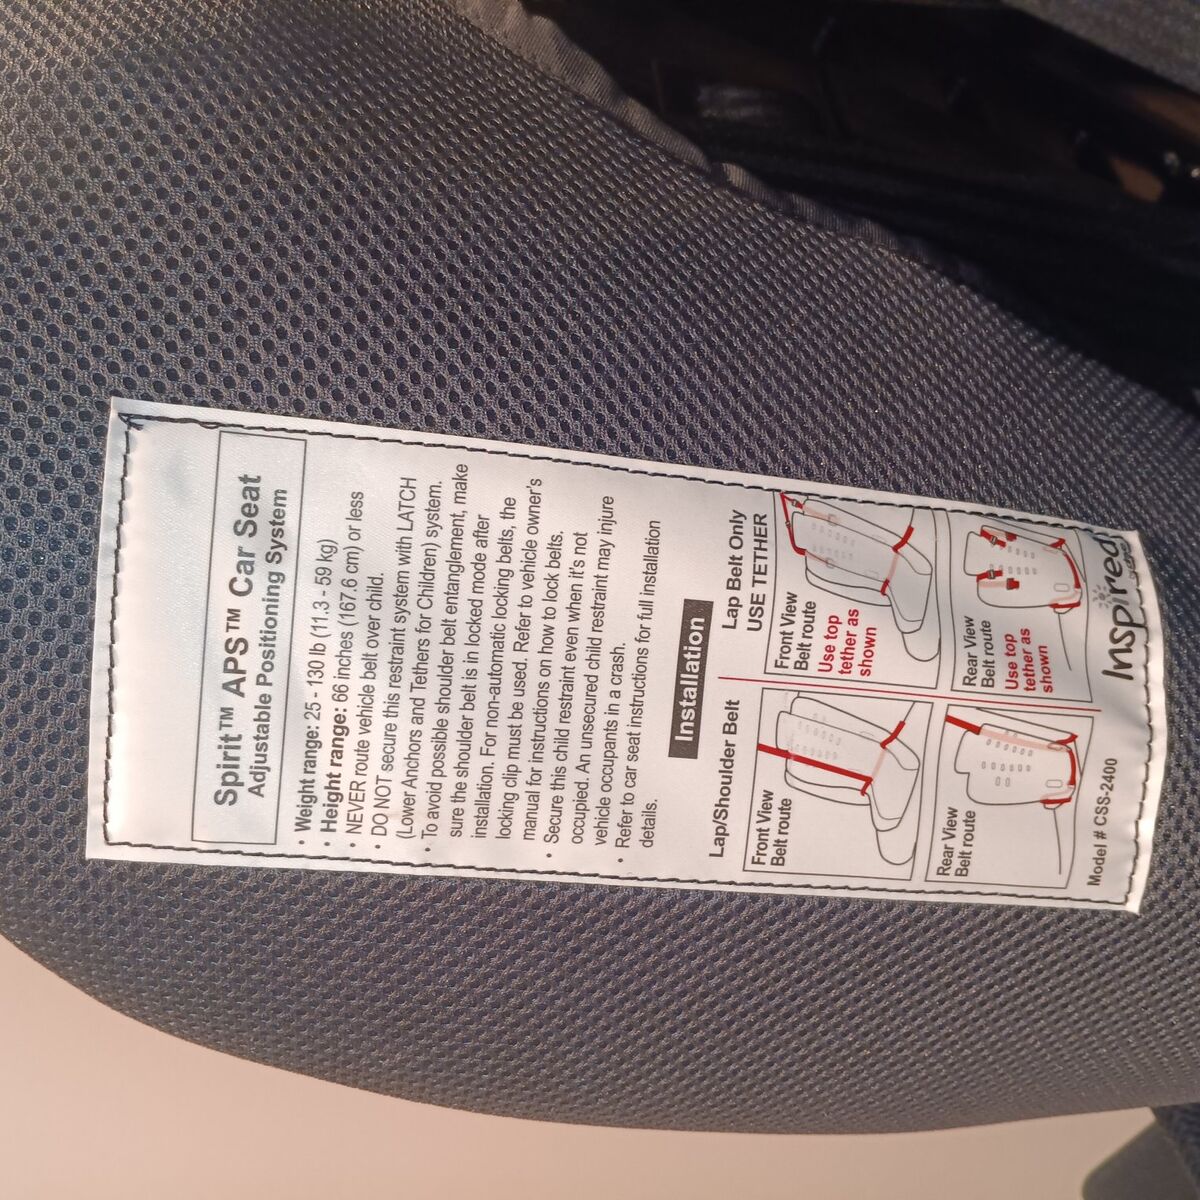 Spirit™ APS™ Car Seat
Adjustable Positioning System
• Weight range: 25 - 130 lb (11.3 - 59 kg)
• Height range: 66 inches (167.6 cm) or less
• NEVER route vehicle belt over child.
• DO NOT secure this restraint system with LATCH
(Lower Anchors and Tethers for Children) system.
• To avoid possible shoulder belt entanglement, make
sure the shoulder belt is in locked mode after
installation. For non-automatic locking belts, the
locking clip must be used. Refer to vehicle owner's
manual for instructions on how to lock belts.
• Secure this child restraint even when it's not
occupied. An unsecured child restraint may injure
vehicle occupants in a crash.
• Refer to car seat instructions for full installation
details.
Installation
Lap/Shoulder Belt
Front View
Belt route
Rear View
Belt route
Lap Belt Only
USE TETHER
Front View
Belt route
Use top
tether as
shown
Rear View
Belt route
Use top
tether as
shown
Model # CSS-2400
Inspired